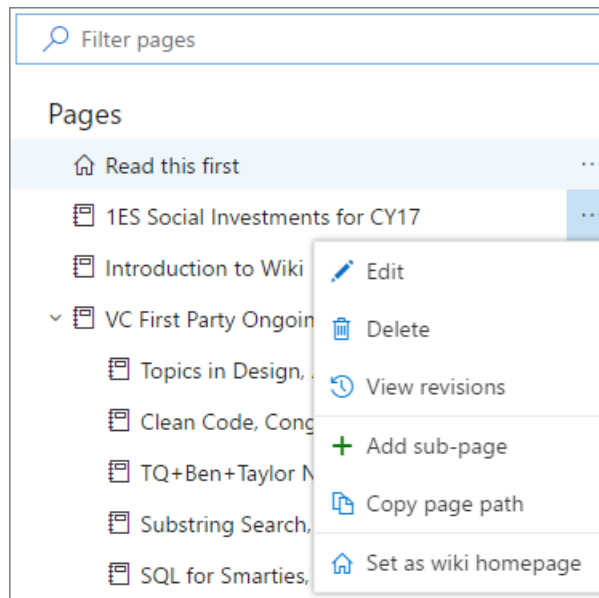 Filter pages
Pages
Read this first
1ES Social Investments for CY17
Introduction to Wiki
VC First Party
Topics in Design,
Clean Code,
TQ+Ben+Taylor
Substring Search,
SQL for Smarties,
Edit
Delete
View revisions
Add sub-page
Copy page path
Set as wiki homepage